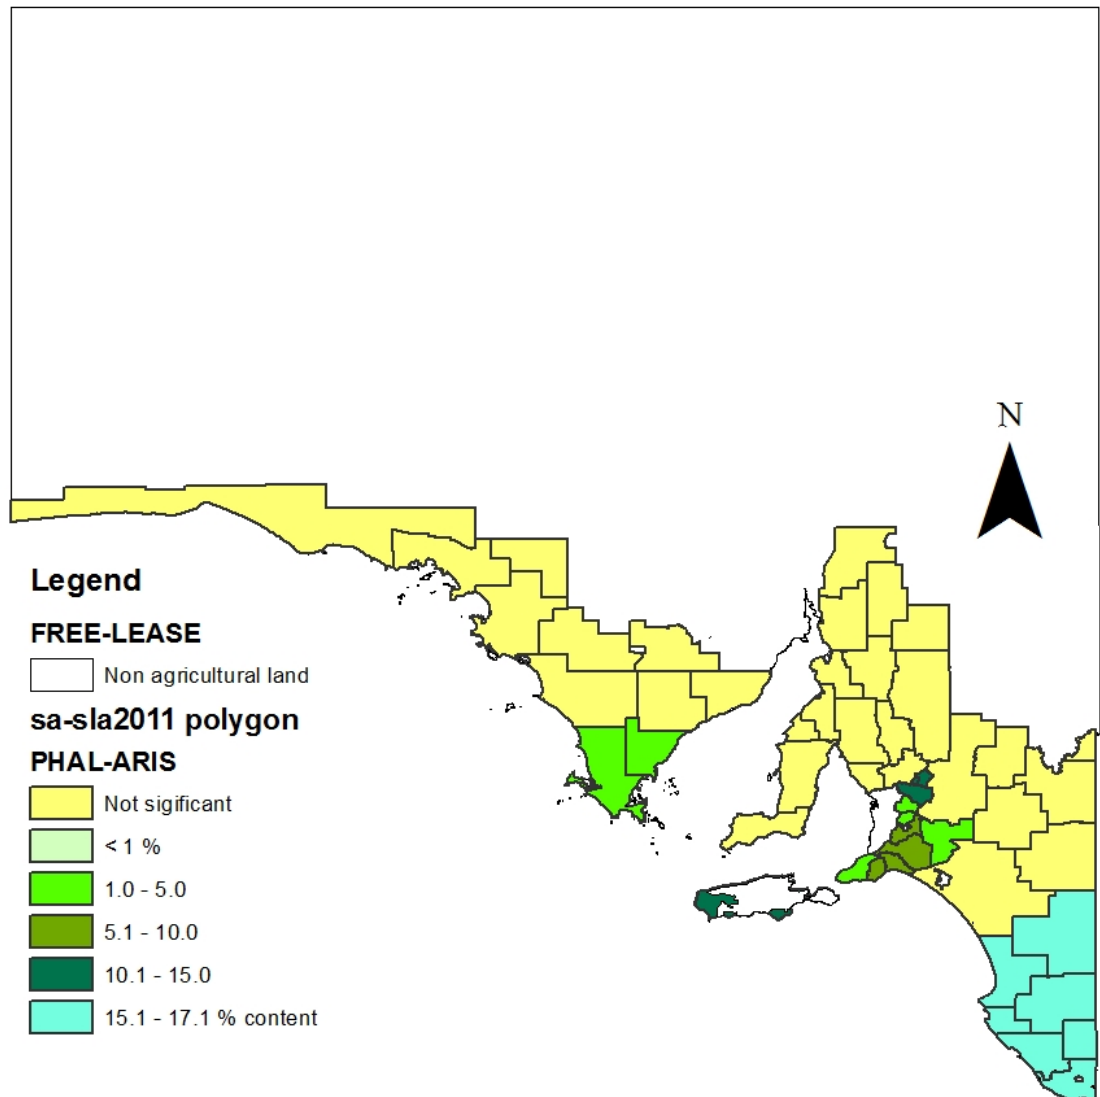 N
Legend
FREE-LEASE
Non agricultural land
sa-sla2011 polygon
PHAL-ARIS
Not sigificant
< 1 %
1.0 - 5.0
5.1 - 10.0
10.1 - 15.0
15.1 - 17.1 % content